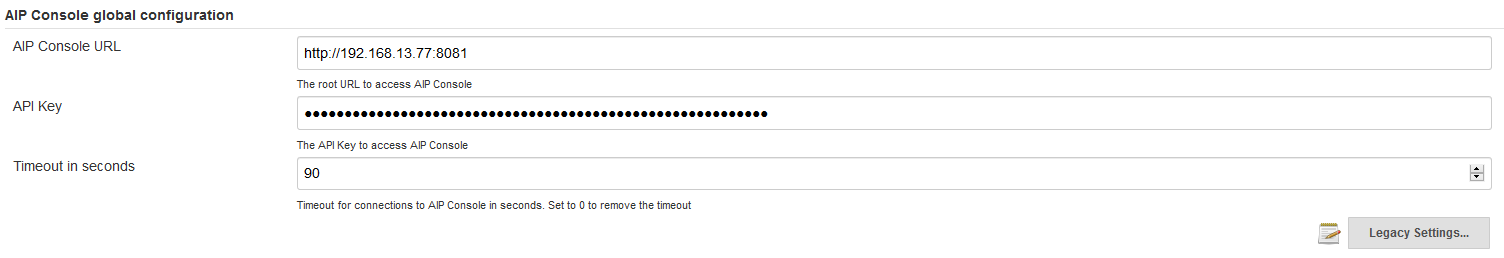 AIP Console global configuration
AIP Console URL
http://192.168.13.77:8081
The root URL to access AIP Console
API Key
●●●●●●●●●●●●●●●●●●●●●●●●●●●●●●●●●●●●●●●●●●●●●●●●●●●●●●●●●●
The API Key to access AIP Console
Timeout in seconds
90
Timeout for connections to AIP Console in seconds. Set to 0 to remove the timeout
Legacy Settings...